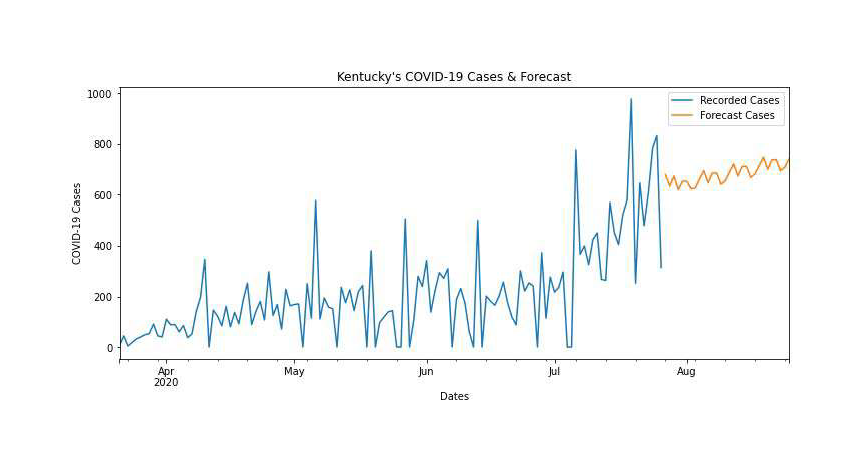 Kentucky's COVID-19 Cases & Forecast
1000
800
600
400
200
0
COVID-19 Cases
Recorded Cases
Forecast Cases
Apr
2020
May
Jun
Jul
Aug
Dates